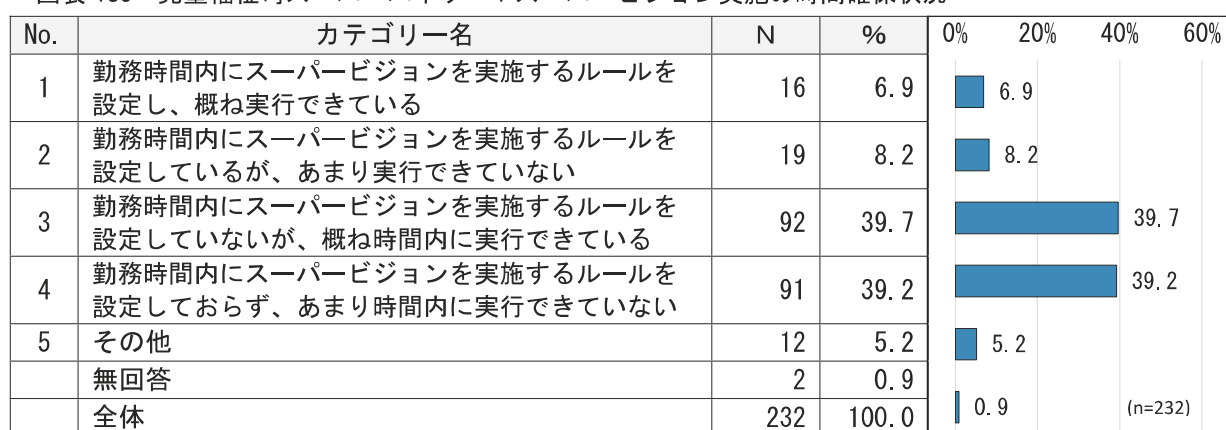 No. カテゴリー名 N % 0% 20% 40% 60%
1 勤務時間内にスーパービジョンを実施するルールを
設定し、概ね実行できている 16 6.9 6.9
2 勤務時間内にスーパービジョンを実施するルールを
設定しているが、あまり実行できていない 19 8.2 8.2
3 勤務時間内にスーパービジョンを実施するルールを
設定していないが、概ね時間内に実行できている 92 39.7 39.7
4 勤務時間内にスーパービジョンを実施するルールを
設定しておらず、あまり時間内に実行できていない 91 39.2 39.2
5 その他 12 5.2 5.2
無回答 2 0.9 0.9
全体 232 100.0 (n=232)